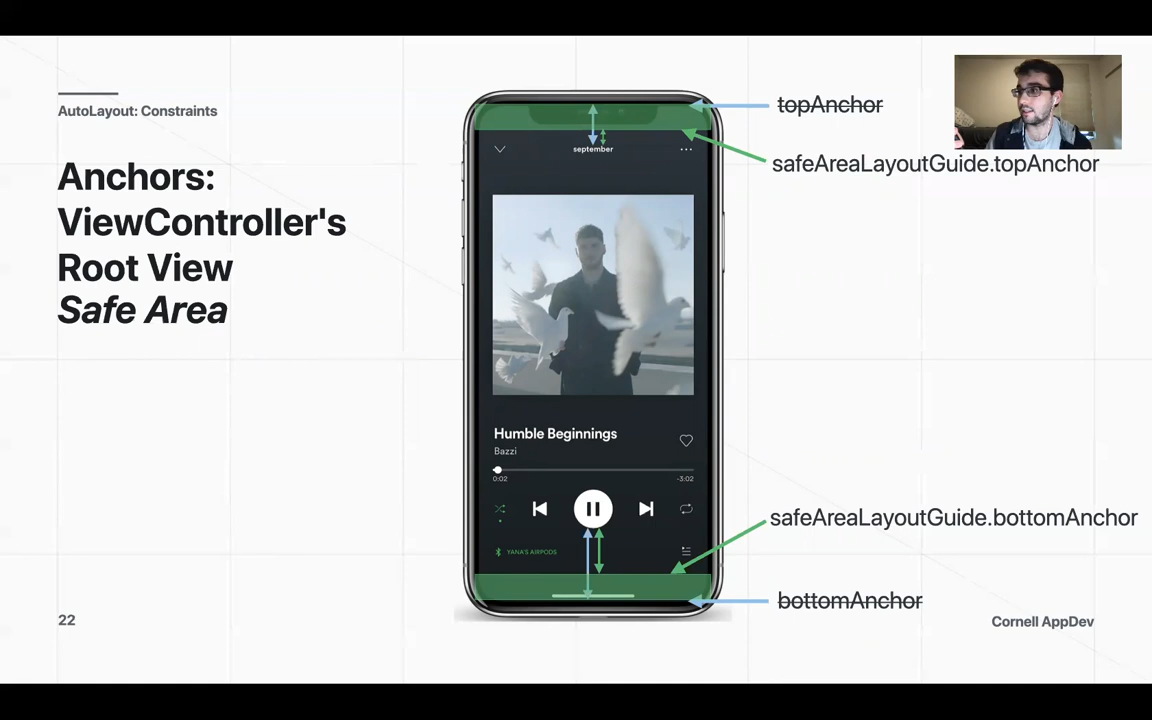 AutoLayout: Constraints
Anchors:
ViewController's
Root View
Safe Area
topAnchor
safeAreaLayoutGuide.topAnchor
september
Humble Beginnings
Bazzi
0:02
-3:02
YANA'S AIRPODS
safeAreaLayoutGuide.bottomAnchor
bottomAnchor
22
Cornell AppDev